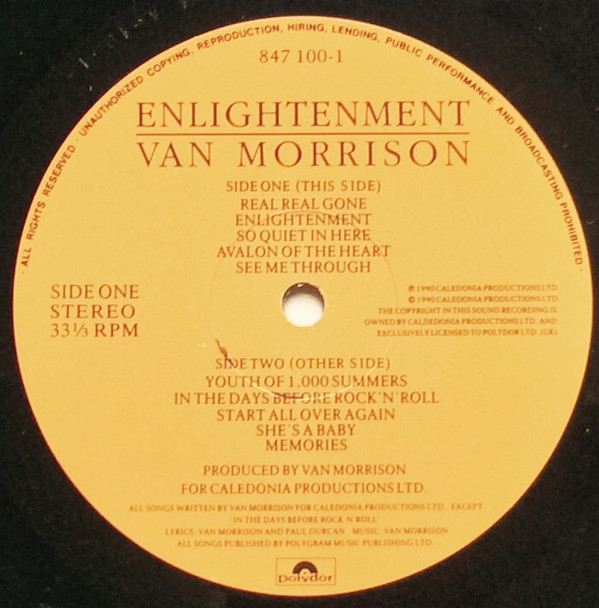 ALL RIGHTS RESERVED · UNAUTHORIZED COPYING, REPRODUCTION, HIRING, LENDING, PUBLIC PERFORMANCE AND BROADCASTING PROHIBITED ·
847 100-1
ENLIGHTENMENT
VAN MORRISON
SIDE ONE (THIS SIDE)
REAL REAL GONE
ENLIGHTENMENT
SO QUIET IN HERE
AVALON OF THE HEART
SEE ME THROUGH
SIDE ONE
STEREO
33⅓ RPM
℗ 1990 CALEDONIA PRODUCTIONS LTD.
© 1990 CALEDONIA PRODUCTIONS LTD.
THE COPYRIGHT IN THIS SOUND RECORDING IS
OWNED BY CALDEDONIA PRODUCTIONS LTD. AND
EXCLUSIVELY LICENSED TO POLYDOR LTD. (UK)
SIDE TWO (OTHER SIDE)
YOUTH OF 1,000 SUMMERS
IN THE DAYS BEFORE ROCK 'N' ROLL
START ALL OVER AGAIN
SHE'S A BABY
MEMORIES
PRODUCED BY VAN MORRISON
FOR CALEDONIA PRODUCTIONS LTD.
ALL SONGS WRITTEN BY VAN MORRISON FOR CALEDONIA PRODUCTIONS LTD. EXCEPT
IN THE DAYS BEFORE ROCK 'N' ROLL'
LYRICS: VAN MORRISON AND PAUL DURCAN MUSIC: VAN MORRISON
ALL SONGS PUBLISHED BY POLYGRAM MUSIC PUBLISHING LTD
polydor